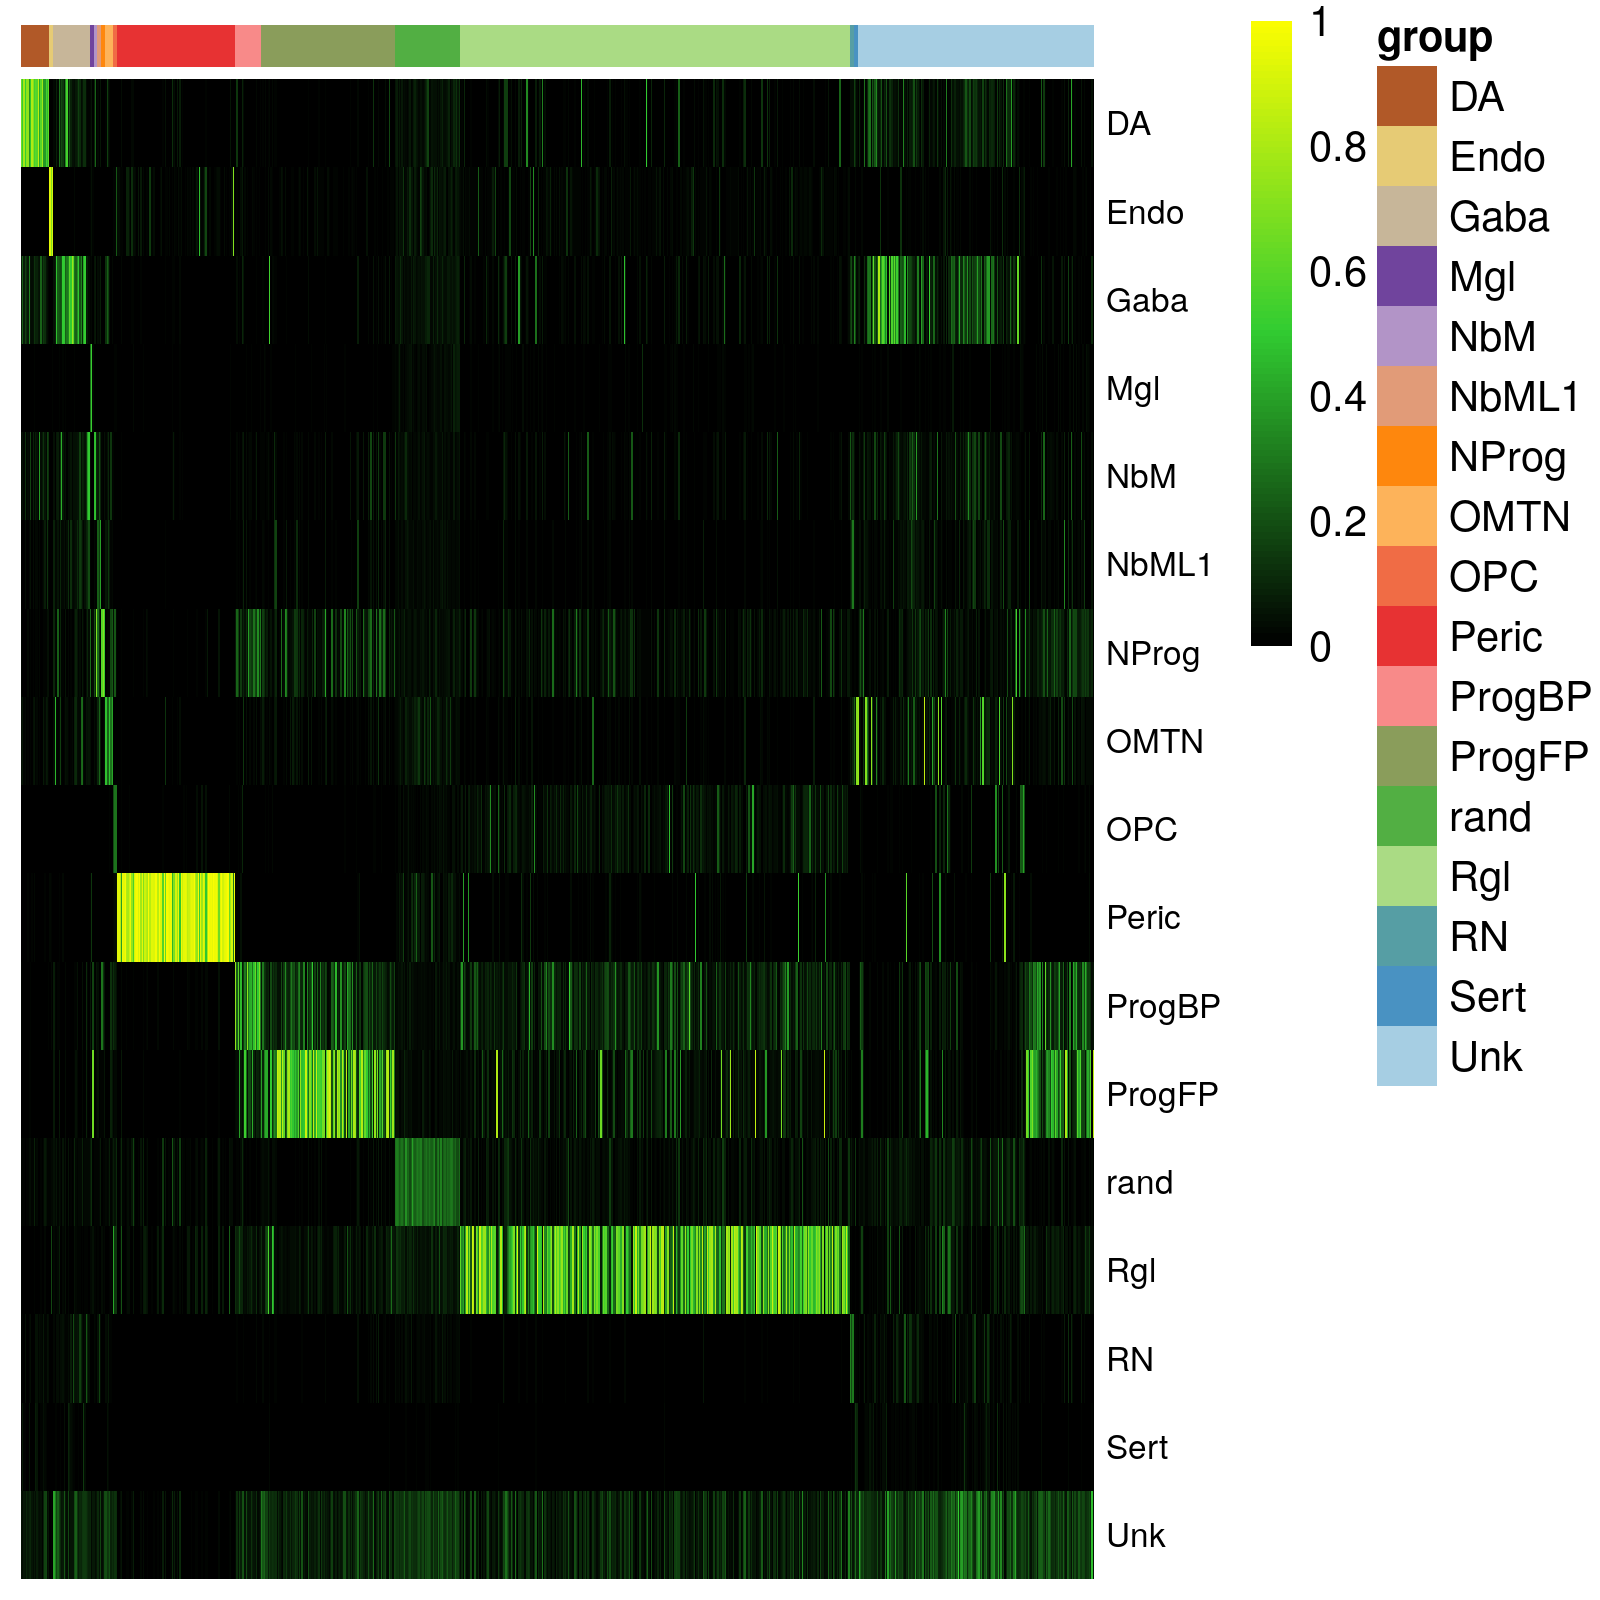 DA
Endo
Gaba
Mgl
NbM
NbML1
NProg
OMTN
OPC
Peric
ProgBP
ProgFP
rand
Rgl
RN
Sert
Unk
1
0.8
0.6
0.4
0.2
0
group
DA
Endo
Gaba
Mgl
NbM
NbML1
NProg
OMTN
OPC
Peric
ProgBP
ProgFP
rand
Rgl
RN
Sert
Unk